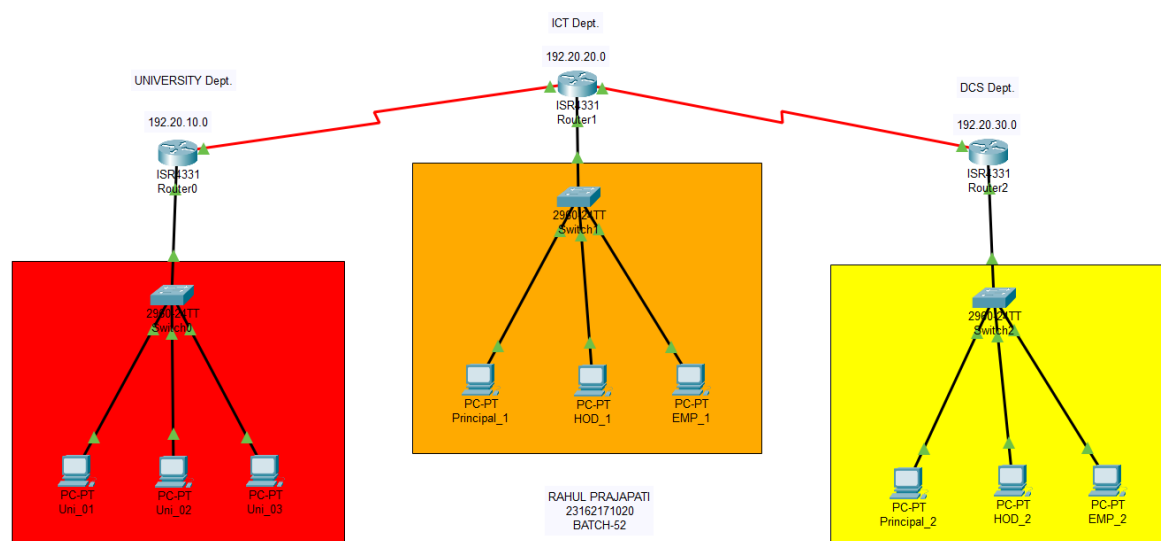 ICT Dept.
192.20.20.0
ISR4331
Router1
UNIVERSITY Dept.
192.20.10.0
ISR4331
Router0
DCS Dept.
192.20.30.0
ISR4331
Router2
2960-24TT
Switch1
PC-PT
Principal_1
PC-PT
HOD_1
PC-PT
EMP_1
2960-24TT
Switch0
PC-PT
Uni_01
PC-PT
Uni_02
PC-PT
Uni_03
2960-24TT
Switch2
PC-PT
Principal_2
PC-PT
HOD_2
PC-PT
EMP_2
RAHUL PRAJAPATI
23162171020
BATCH-52